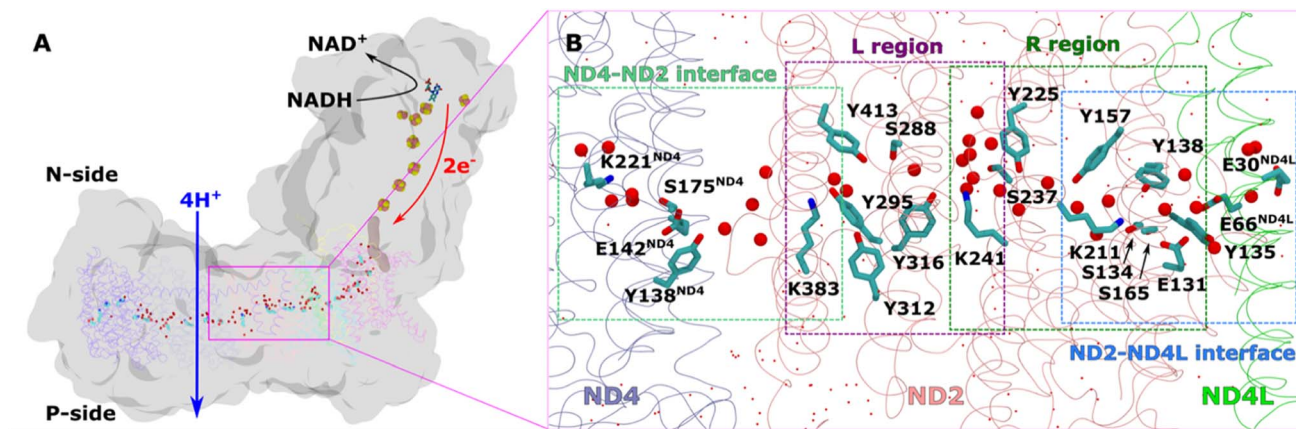 A
NAD⁺
NADH
2e⁻
N-side
4H⁺
P-side
B
L region
R region
ND4-ND2 interface
Y413
S288
Y225
Y157
Y138
E30ᴺᴰ⁴ᴸ
K221ᴺᴰ⁴
S175ᴺᴰ⁴
Y295
S237
E66ᴺᴰ⁴ᴸ
E142ᴺᴰ⁴
Y316
K241
K211
S134
S165
E131
Y135
Y138ᴺᴰ⁴
K383
Y312
ND2-ND4L interface
ND4
ND2
ND4L